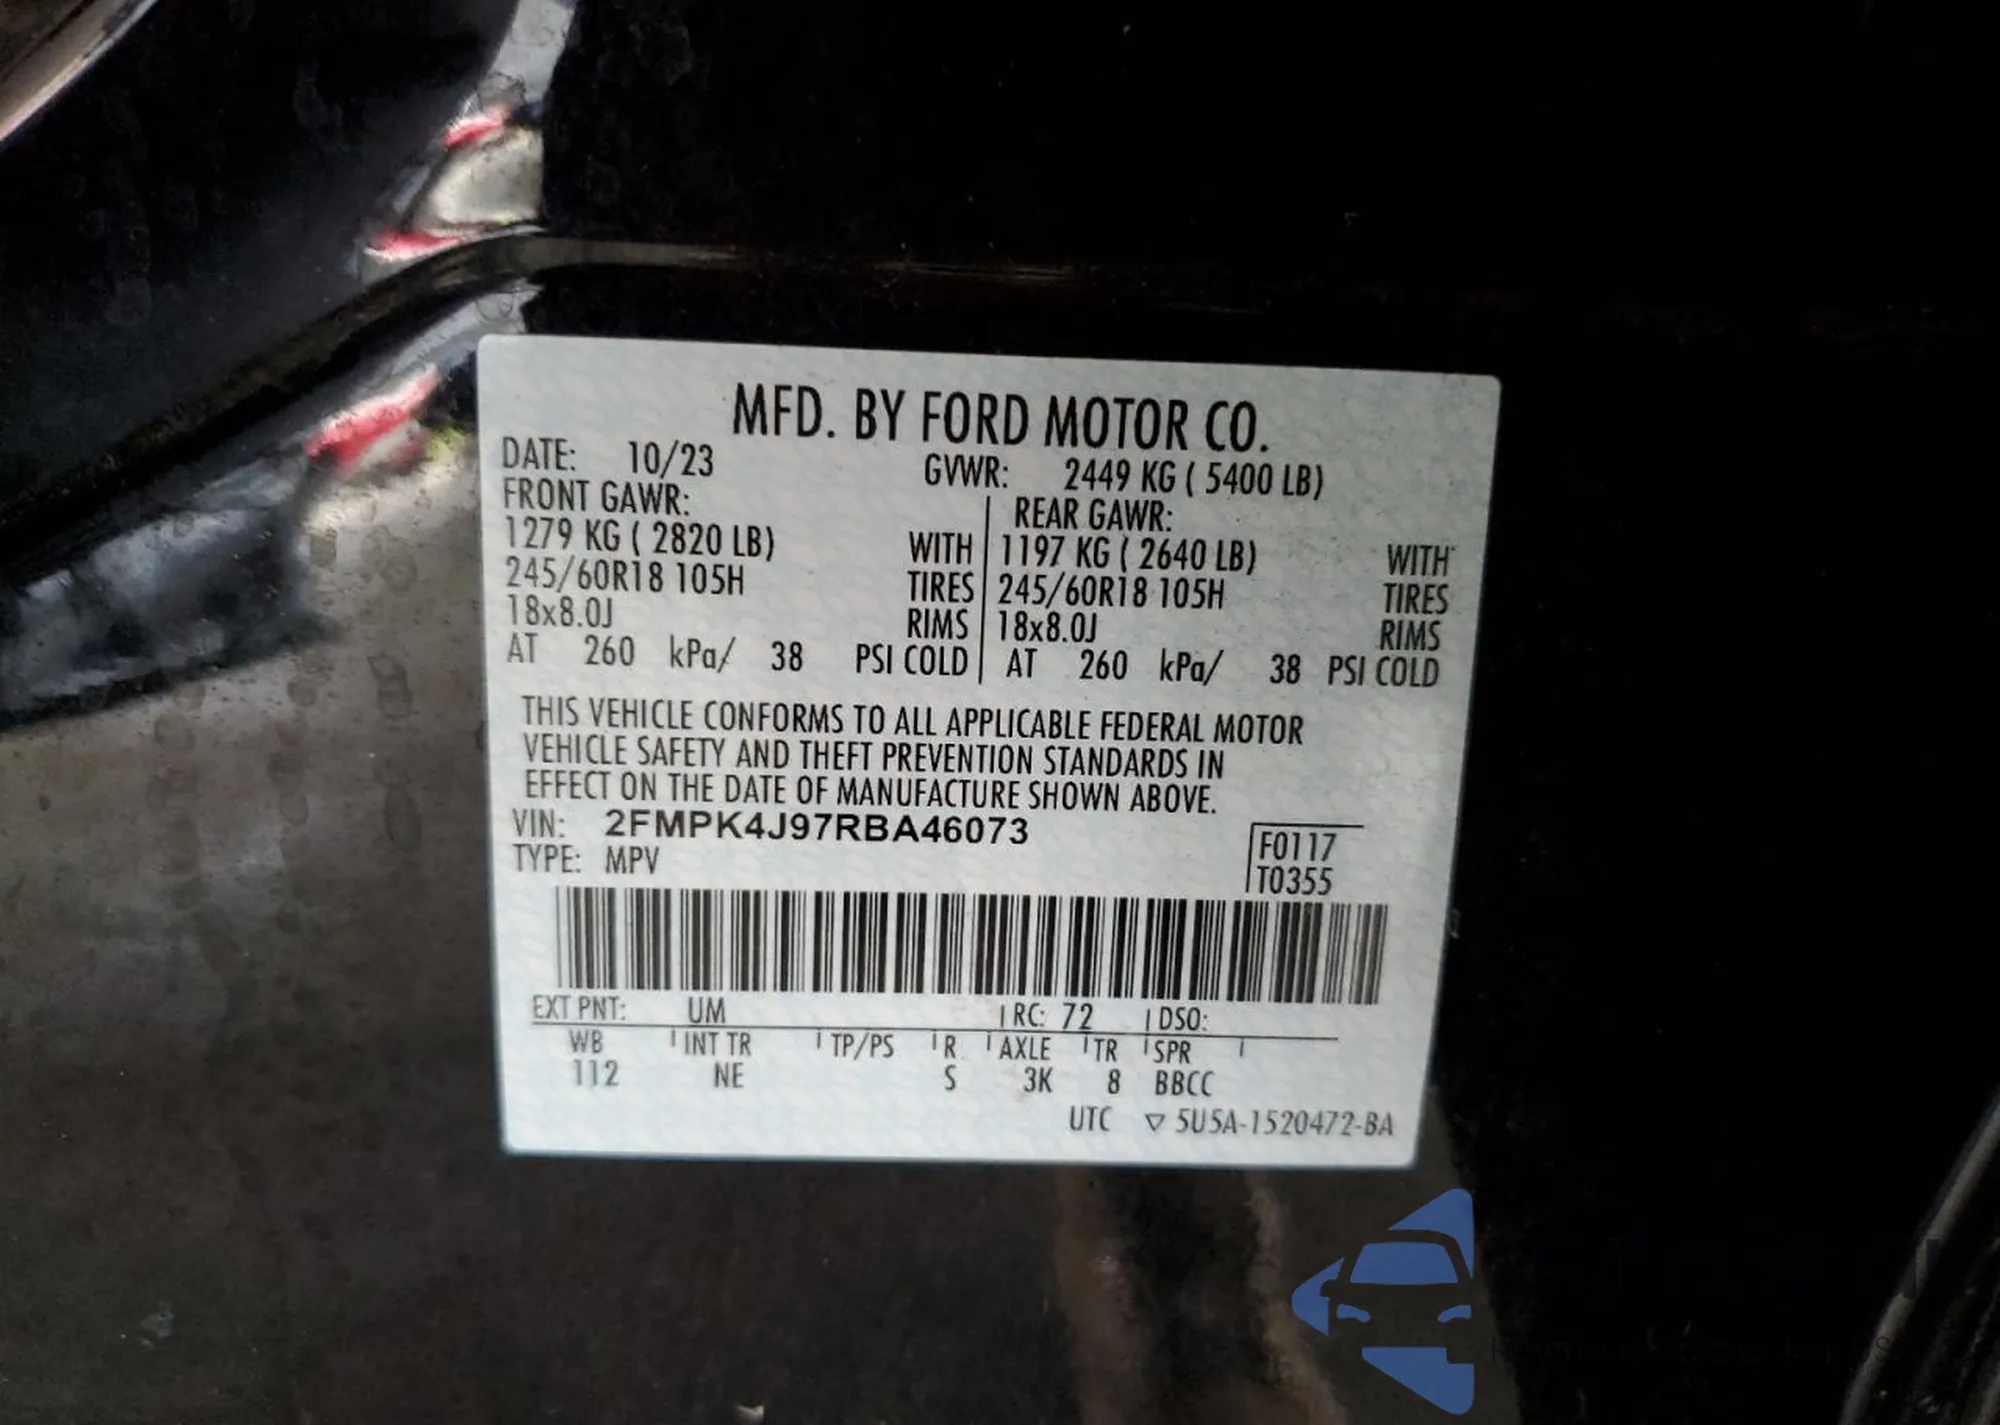 MFD. BY FORD MOTOR CO.
DATE: 10/23 GVWR: 2449 KG ( 5400 LB)
FRONT GAWR: REAR GAWR:
1279 KG ( 2820 LB) WITH 1197 KG ( 2640 LB) WITH
245/60R18 105H TIRES 245/60R18 105H TIRES
18x8.0J RIMS 18x8.0J RIMS
AT 260 kPa/ 38 PSI COLD AT 260 kPa/ 38 PSI COLD
THIS VEHICLE CONFORMS TO ALL APPLICABLE FEDERAL MOTOR
VEHICLE SAFETY AND THEFT PREVENTION STANDARDS IN
EFFECT ON THE DATE OF MANUFACTURE SHOWN ABOVE.
VIN: 2FMPK4J97RBA46073
F0117
TYPE: MPV
T0355
EXT PNT: UM RC: 72 DSO:
WB INT TR TP/PS R AXLE TR SPR
112 NE S 3K 8 BBCC
UTC ▽ 5U5A-1520472-BA